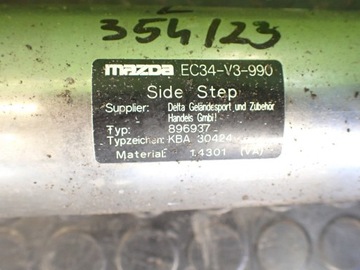 354/23
mazda EC34-V3-990
Side Step
Supplier: Delta Geländesport und Zubehör
Handels GmbH
Typ: 896937
Typzeichen: KBA 30424
Material: 1.4301 (VA)